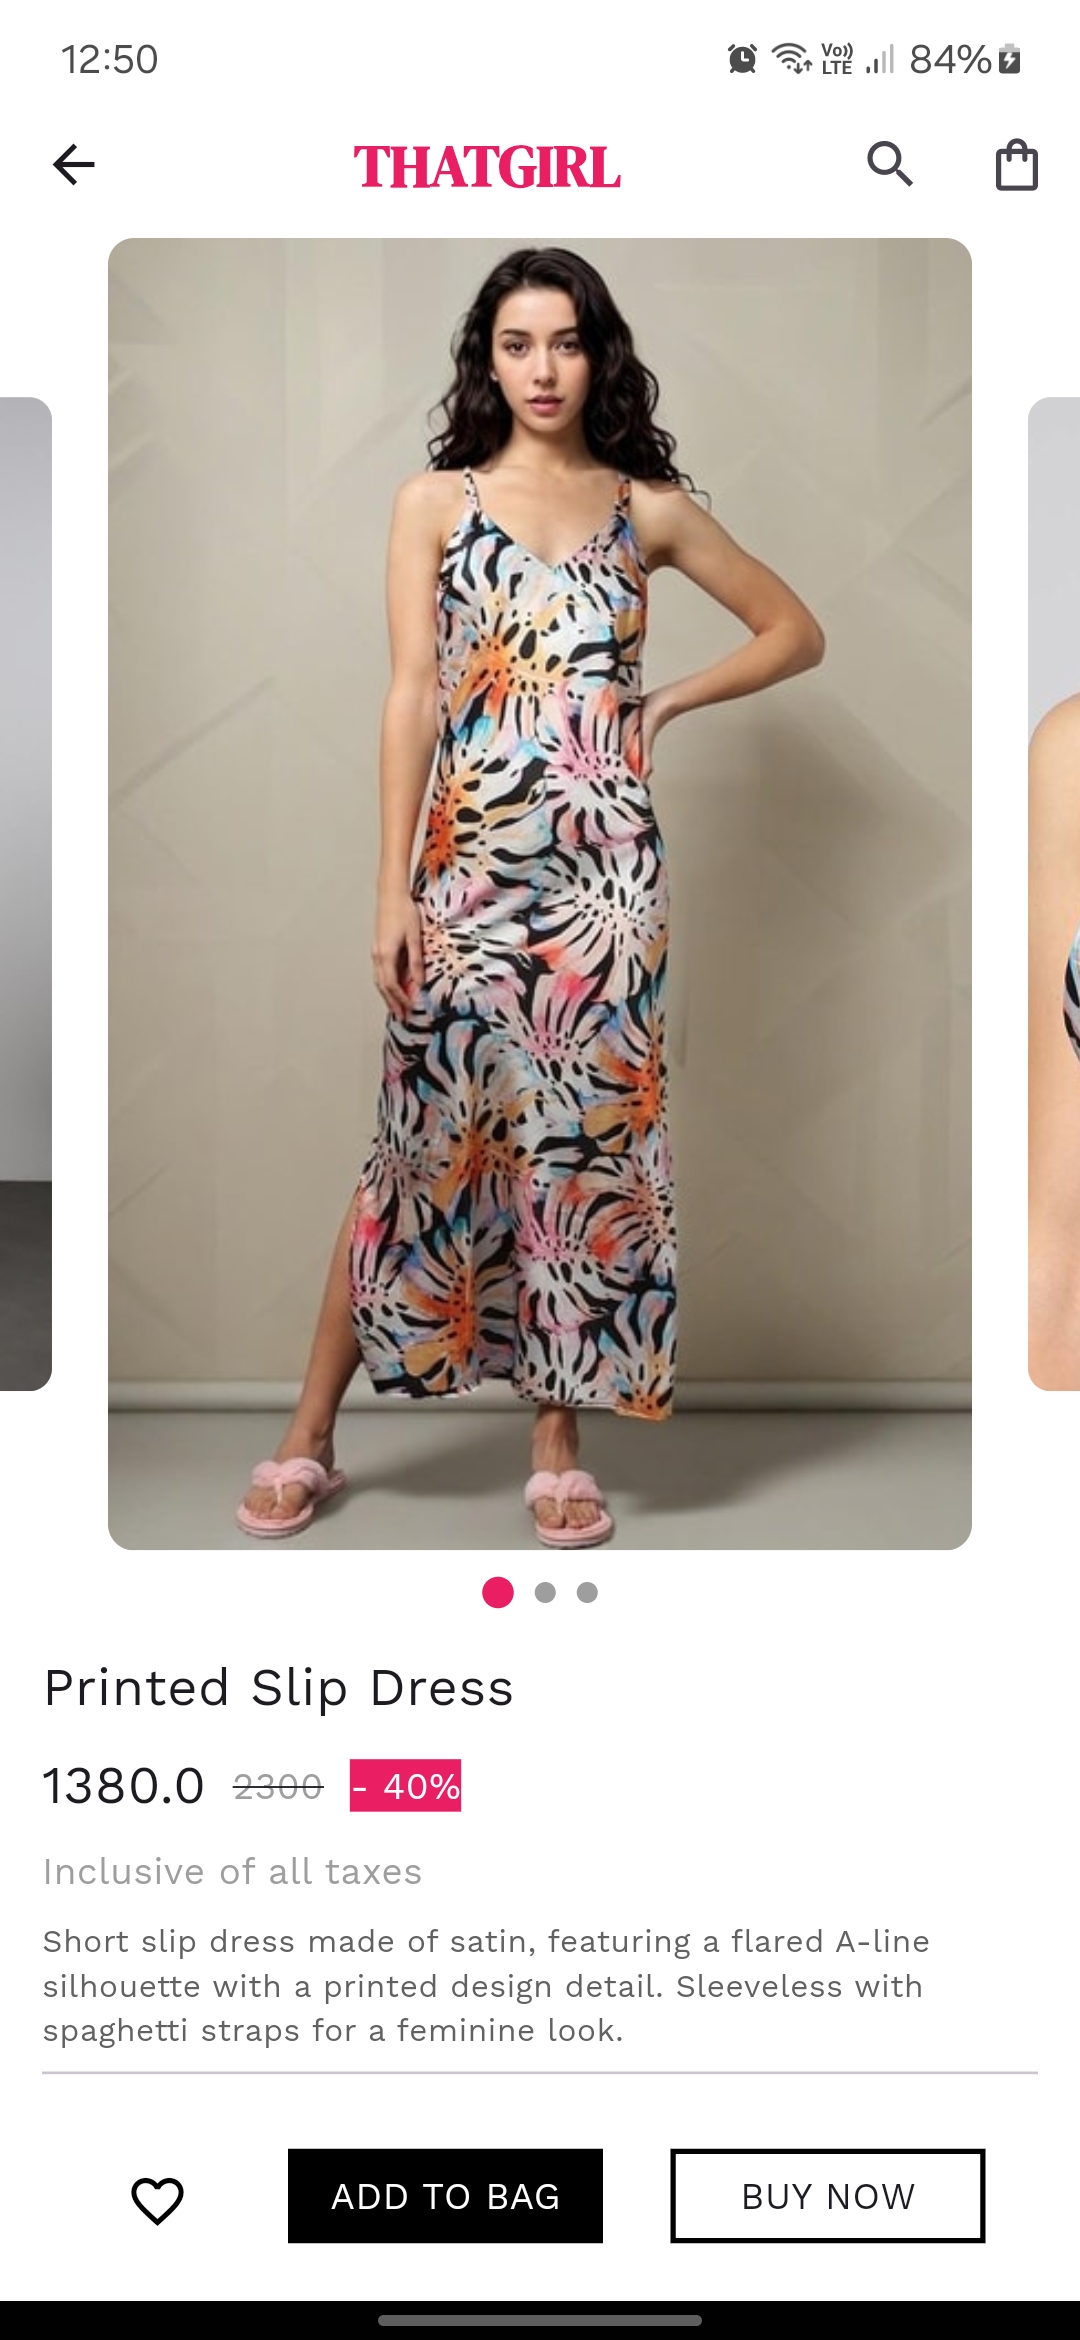 12:50
Vo)) LTE 84%
THATGIRL
Printed Slip Dress
1380.0 2300 - 40%
Inclusive of all taxes
Short slip dress made of satin, featuring a flared A-line
silhouette with a printed design detail. Sleeveless with
spaghetti straps for a feminine look.
ADD TO BAG
BUY NOW